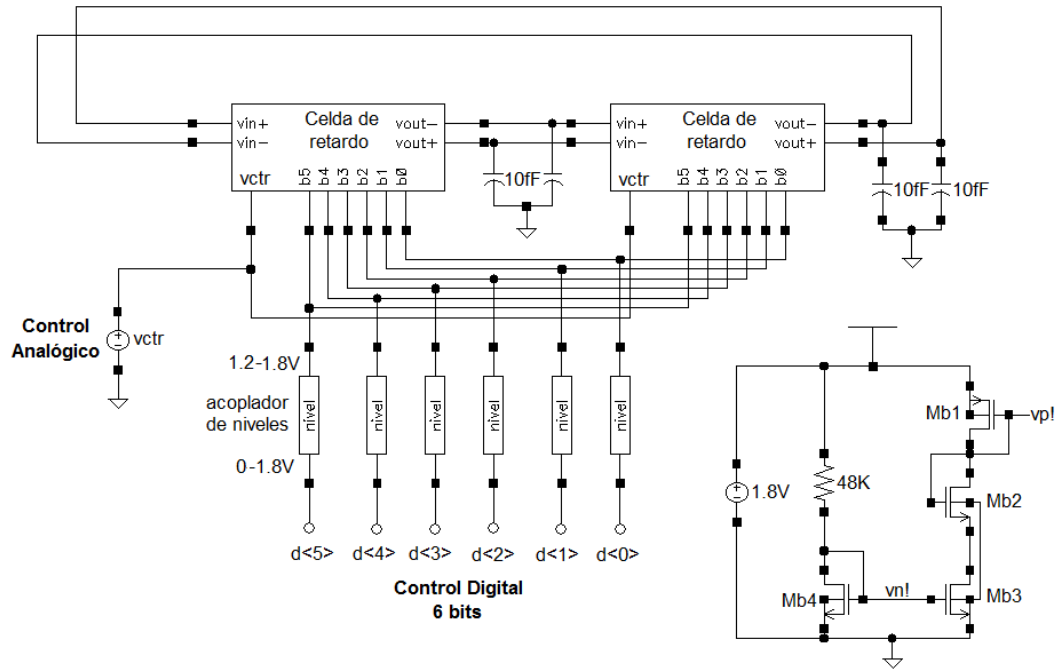 vin+
vin−
Celda de
retardo
vout−
vout+
vctr
b5
b4
b3
b2
b1
b0
vin+
vin−
Celda de
retardo
vout−
vout+
vctr
b5
b4
b3
b2
b1
b0
10fF
10fF
10fF
Control
Analógico
vctr
1.2-1.8V
acoplador
de niveles
0-1.8V
nivel
nivel
nivel
nivel
nivel
nivel
d<5>
d<4>
d<3>
d<2>
d<1>
d<0>
Control Digital
6 bits
1.8V
48K
Mb1
vp!
Mb2
Mb4
vn!
Mb3